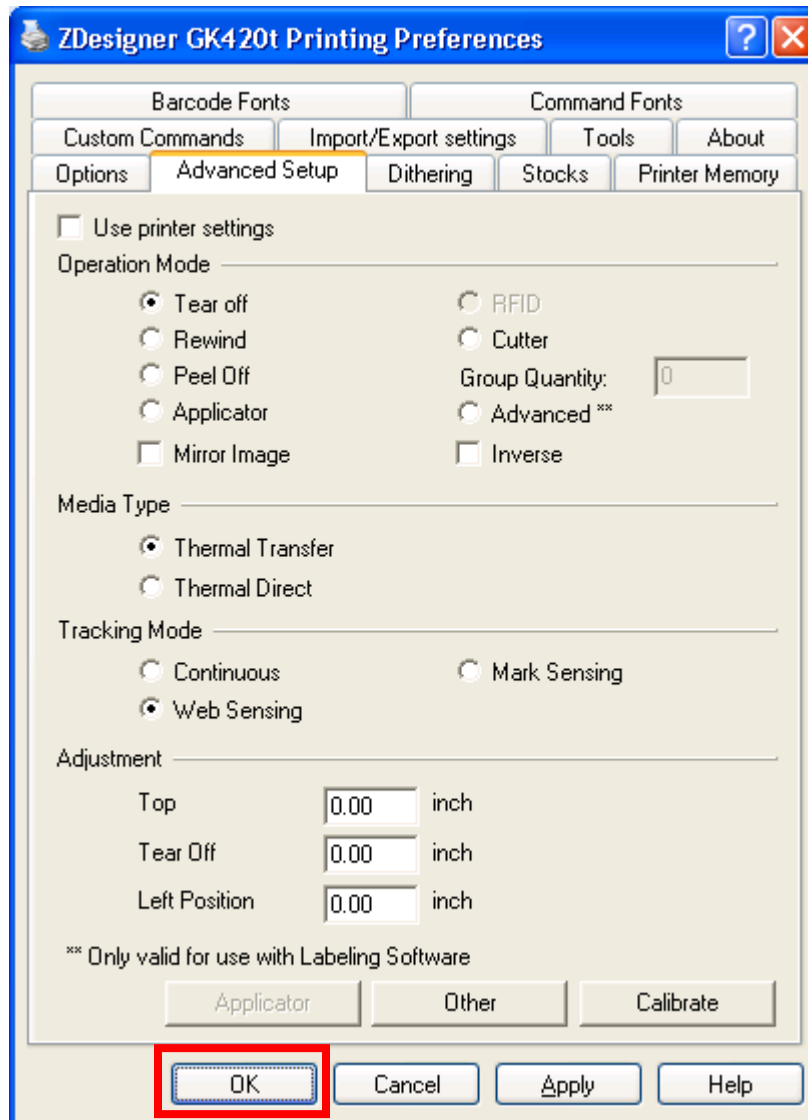 ZDesigner GK420t Printing Preferences
Barcode Fonts Command Fonts
Custom Commands Import/Export settings Tools About
Options Advanced Setup Dithering Stocks Printer Memory
Use printer settings
Operation Mode
Tear off RFID
Rewind Cutter
Peel Off Group Quantity: 0
Applicator Advanced **
Mirror Image Inverse
Media Type
Thermal Transfer
Thermal Direct
Tracking Mode
Continuous Mark Sensing
Web Sensing
Adjustment
Top 0.00 inch
Tear Off 0.00 inch
Left Position 0.00 inch
** Only valid for use with Labeling Software
Applicator Other Calibrate
OK Cancel Apply Help